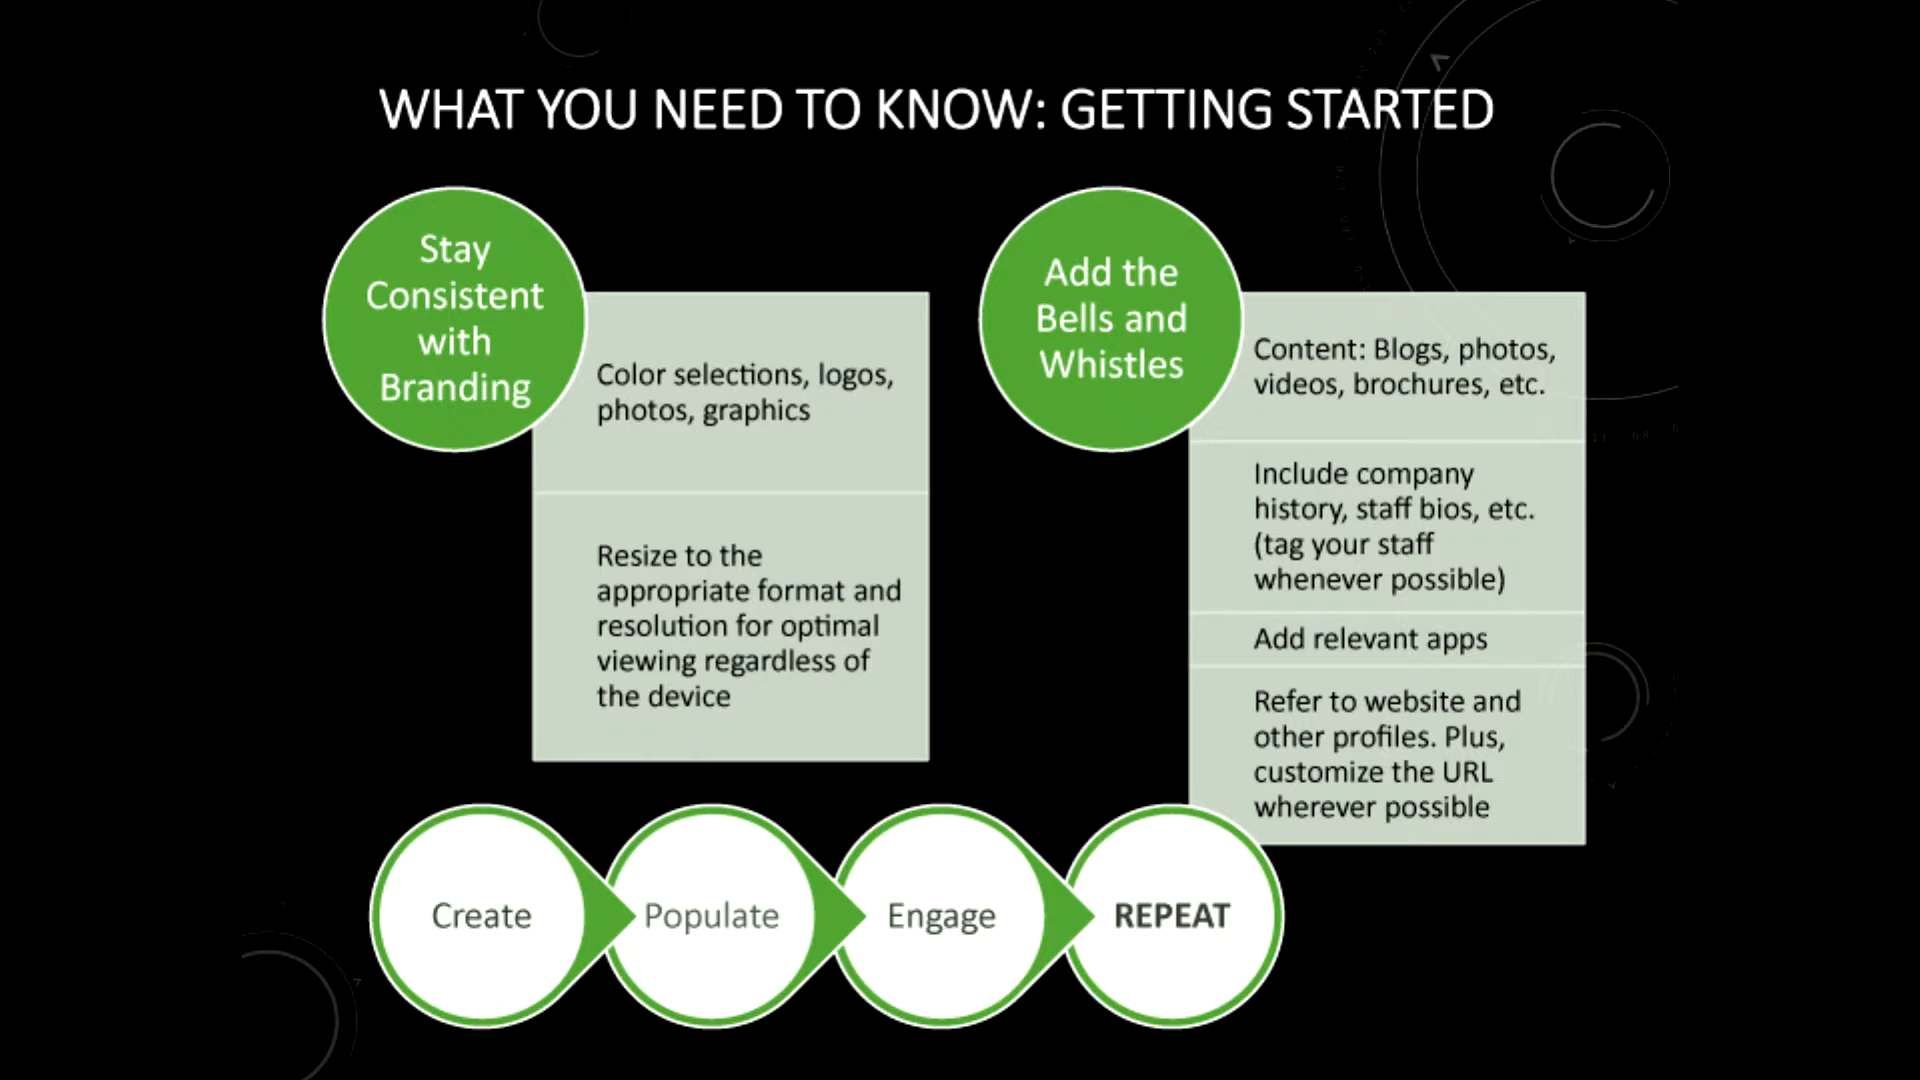 WHAT YOU NEED TO KNOW: GETTING STARTED
Stay
Consistent
with
Branding
Color selections, logos,
photos, graphics
Resize to the
appropriate format and
resolution for optimal
viewing regardless of
the device
Add the
Bells and
Whistles
Content: Blogs, photos,
videos, brochures, etc.
Include company
history, staff bios, etc.
(tag your staff
whenever possible)
Add relevant apps
Refer to website and
other profiles. Plus,
customize the URL
wherever possible
Create
Populate
Engage
REPEAT